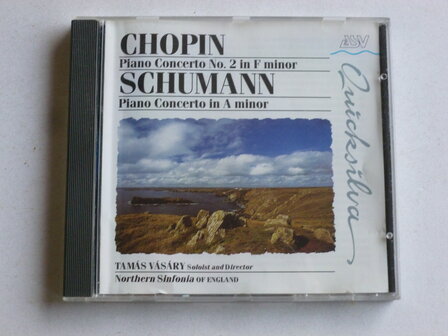 CHOPIN
Piano Concerto No. 2 in F minor
SCHUMANN
Piano Concerto in A minor
ASV
Quicksilva
TAMÁS VÁSÁRY Soloist and Director
Northern Sinfonia OF ENGLAND